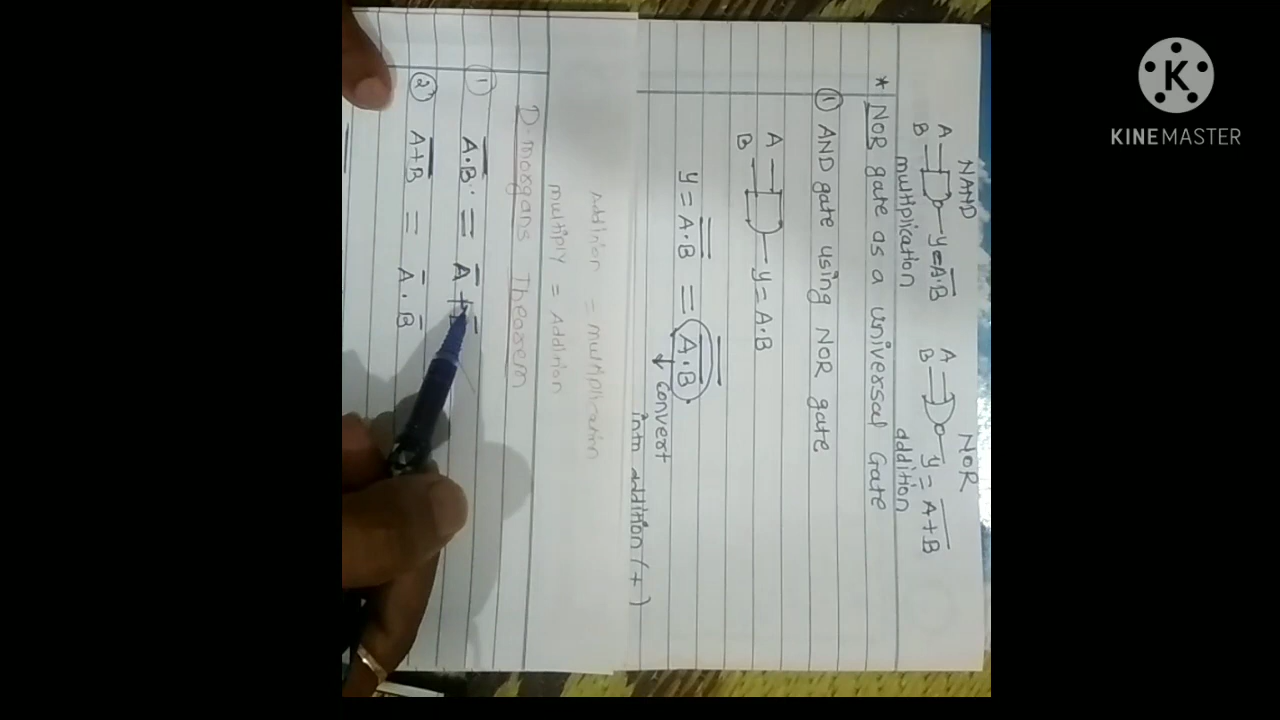 NAND
NOR
A
B
y=A̅·̅B̅
A
B
y = A̅+̅B̅
multiplication
addition
* NOR gate as a universal Gate
① AND gate using NOR gate
A
B
y = A·B
y = A̿·̿B̿ = A̿·̿B̿
↓ convert
into addition (+)
Addition = multiplication
multiply = Addition
D-morgans Theorem
① A̅·̅B̅ = A̅ +
② A̅+̅B̅ = A̅·B̅
KINEMASTER